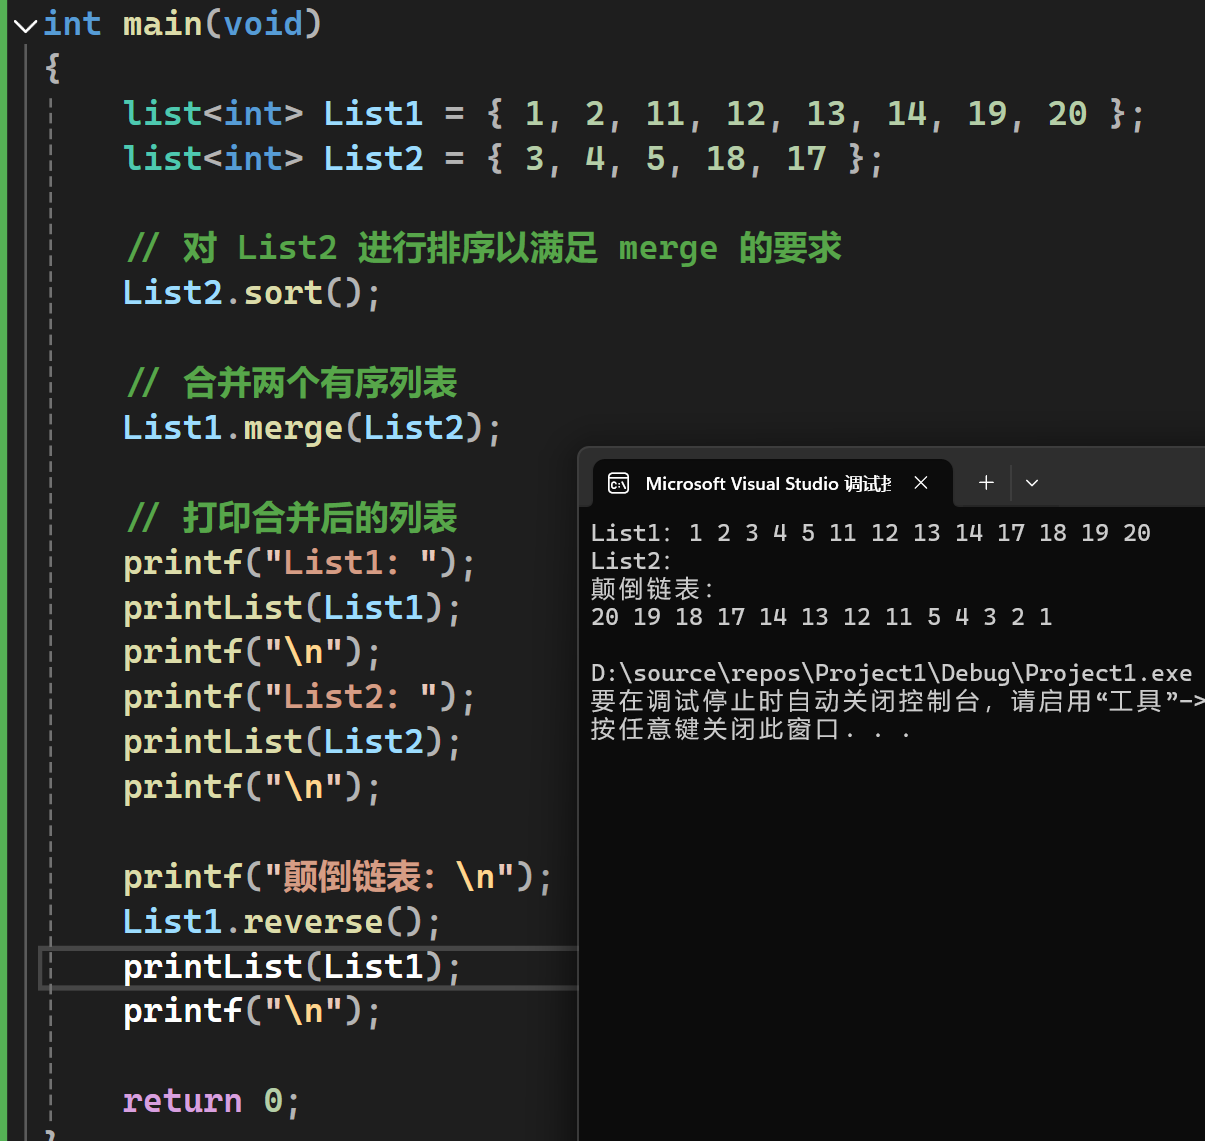 int main(void)
{
list<int> List1 = { 1, 2, 11, 12, 13, 14, 19, 20 };
list<int> List2 = { 3, 4, 5, 18, 17 };
// 对 List2 进行排序以满足 merge 的要求
List2.sort();
// 合并两个有序列表
List1.merge(List2);
// 打印合并后的列表
printf("List1: ");
printList(List1);
printf("\n");
printf("List2: ");
printList(List2);
printf("\n");
printf("颠倒链表：\n");
List1.reverse();
printList(List1);
printf("\n");
return 0;
}
Microsoft Visual Studio 调试
List1: 1 2 3 4 5 11 12 13 14 17 18 19 20
List2:
颠倒链表：
20 19 18 17 14 13 12 11 5 4 3 2 1
D:\source\repos\Project1\Debug\Project1.exe
要在调试停止时自动关闭控制台，请启用“工具”->
按任意键关闭此窗口. . .